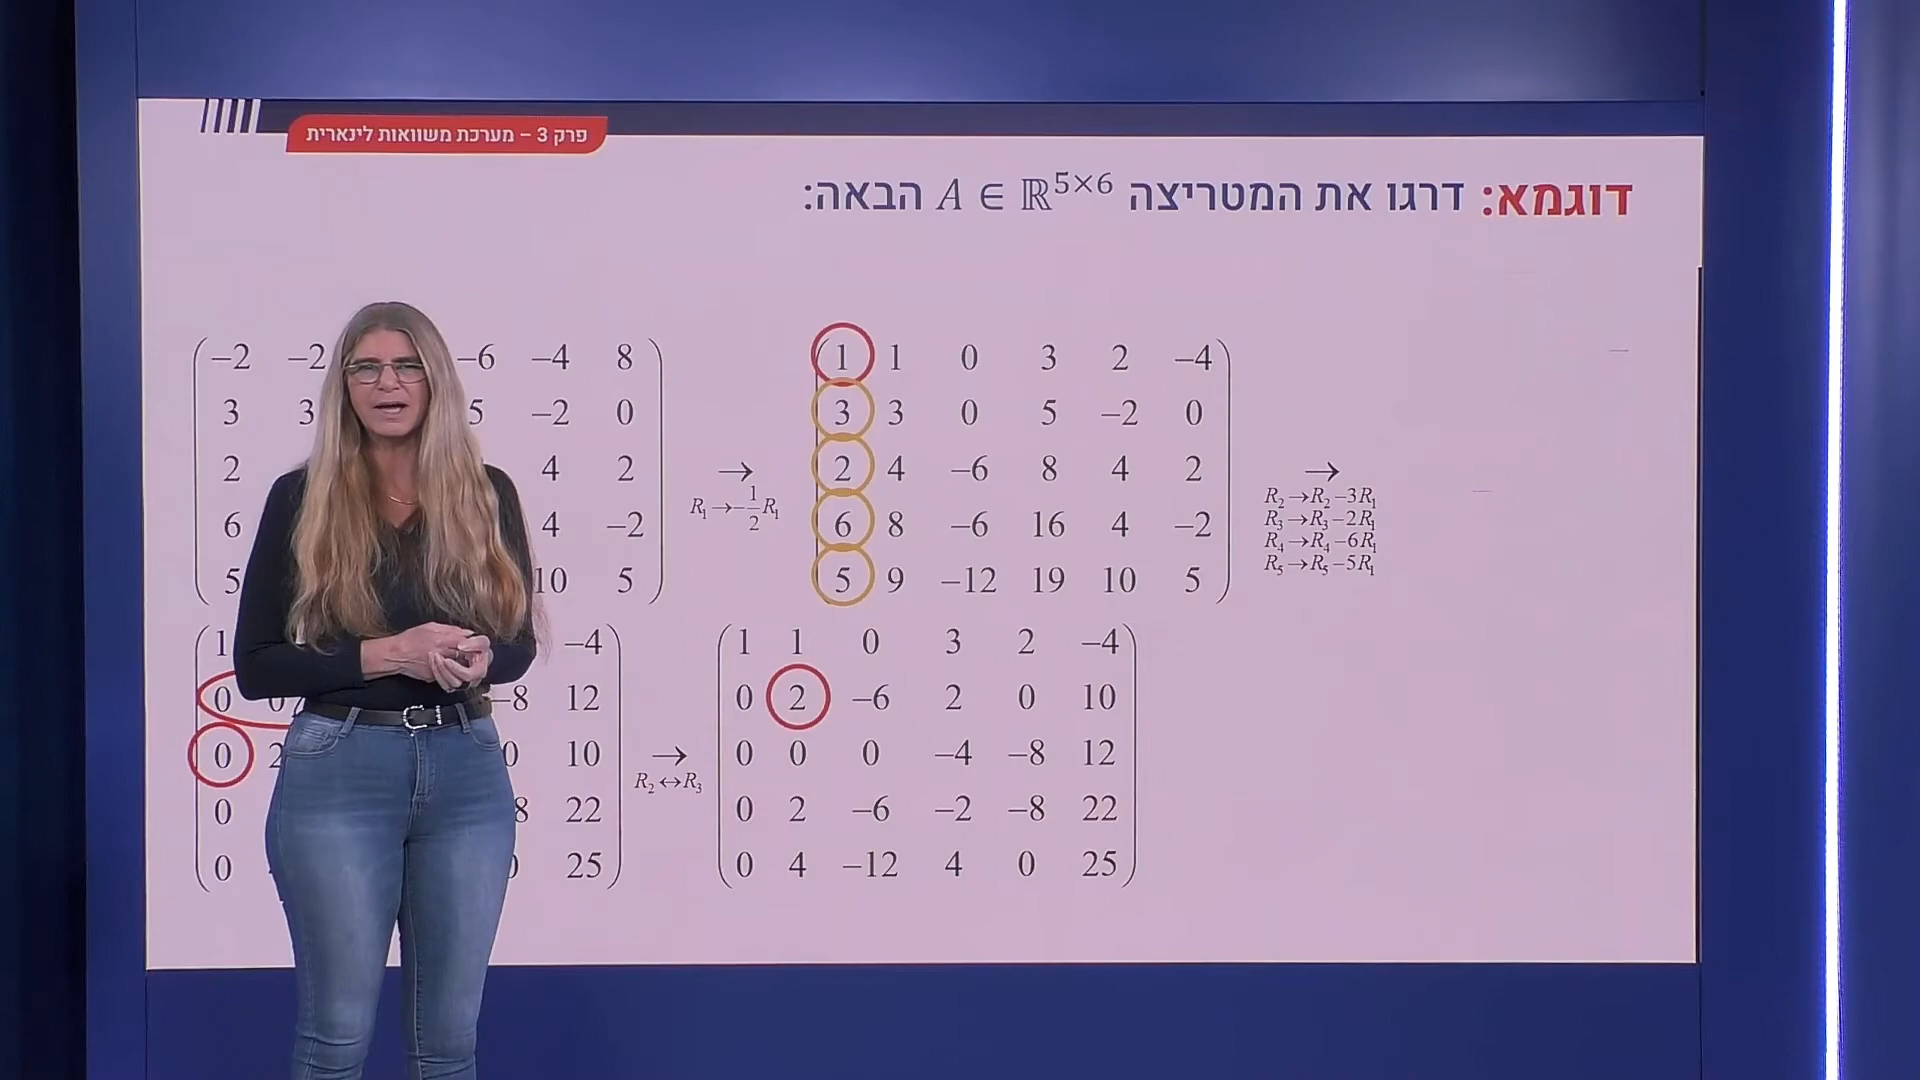 פרק 3 – מערכת משוואות לינארית
דוגמא: דרגו את המטריצה A ∈ ℝ^{5×6} הבאה:
−2 −2 −6 −4 8
3 3 5 −2 0
2 4 2
6 4 −2
5 10 5
→
R₁→−1/2R₁
1 1 0 3 2 −4
3 3 0 5 −2 0
2 4 −6 8 4 2
6 8 −6 16 4 −2
5 9 −12 19 10 5
→
R₂→R₂−3R₁
R₃→R₃−2R₁
R₄→R₄−6R₁
R₅→R₅−5R₁
1 −4
0 0 −8 12
0 2 0 10
0 8 22
0 25
→
R₂↔R₃
1 1 0 3 2 −4
0 2 −6 2 0 10
0 0 0 −4 −8 12
0 2 −6 −2 −8 22
0 4 −12 4 0 25